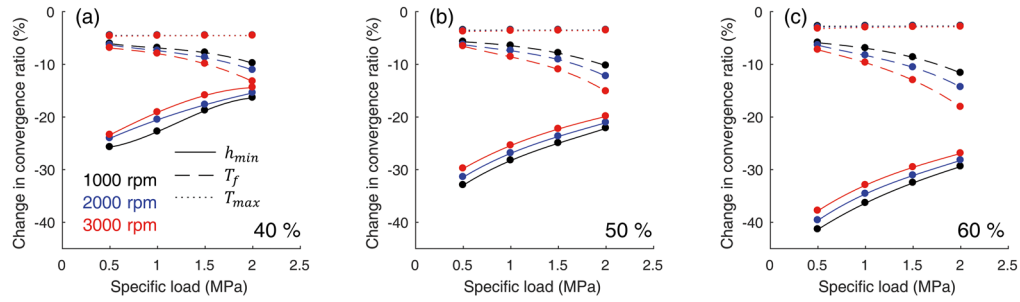 (a)
Change in convergence ratio (%)
0
-10
-20
-30
-40
0
0.5
1
1.5
2
2.5
Specific load (MPa)
1000 rpm
2000 rpm
3000 rpm
h_min
T_f
T_max
40 %
(b)
Change in convergence ratio (%)
0
-10
-20
-30
-40
0
0.5
1
1.5
2
2.5
Specific load (MPa)
50 %
(c)
Change in convergence ratio (%)
0
-10
-20
-30
-40
0
0.5
1
1.5
2
2.5
Specific load (MPa)
60 %